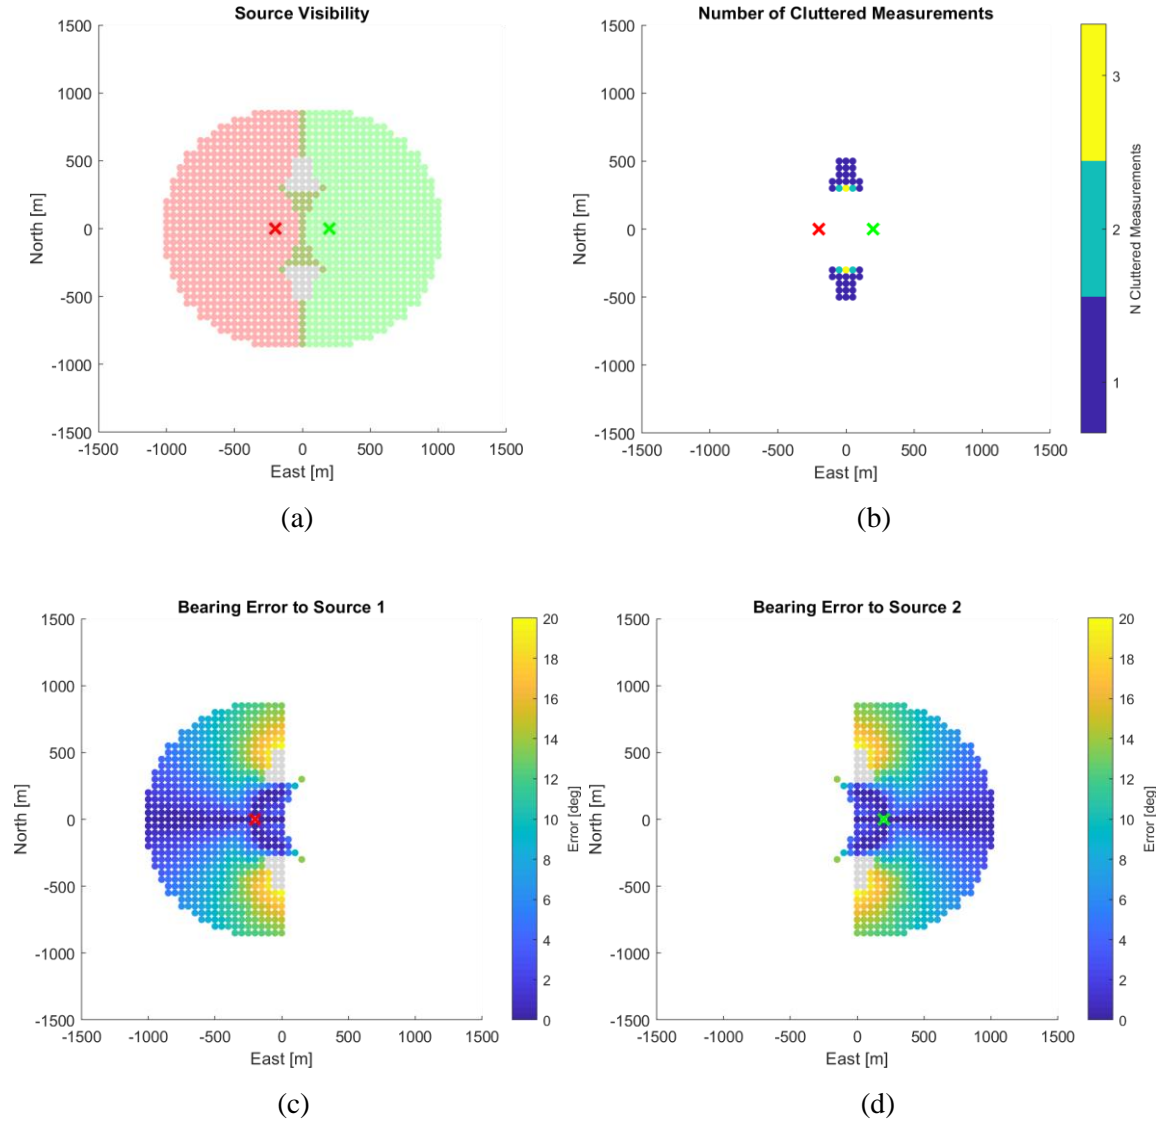 Source Visibility
1500
1000
500
0
-500
-1000
-1500
North [m]
-1500 -1000 -500 0 500 1000 1500
East [m]
(a)
Number of Cluttered Measurements
1500
1000
500
0
-500
-1000
-1500
North [m]
-1500 -1000 -500 0 500 1000 1500
East [m]
3
2
1
N Cluttered Measurements
(b)
Bearing Error to Source 1
1500
1000
500
0
-500
-1000
-1500
North [m]
-1500 -1000 -500 0 500 1000 1500
East [m]
20
18
16
14
12
10
8
6
4
2
0
Error [deg]
(c)
Bearing Error to Source 2
1500
1000
500
0
-500
-1000
-1500
North [m]
-1500 -1000 -500 0 500 1000 1500
East [m]
20
18
16
14
12
10
8
6
4
2
0
Error [deg]
(d)